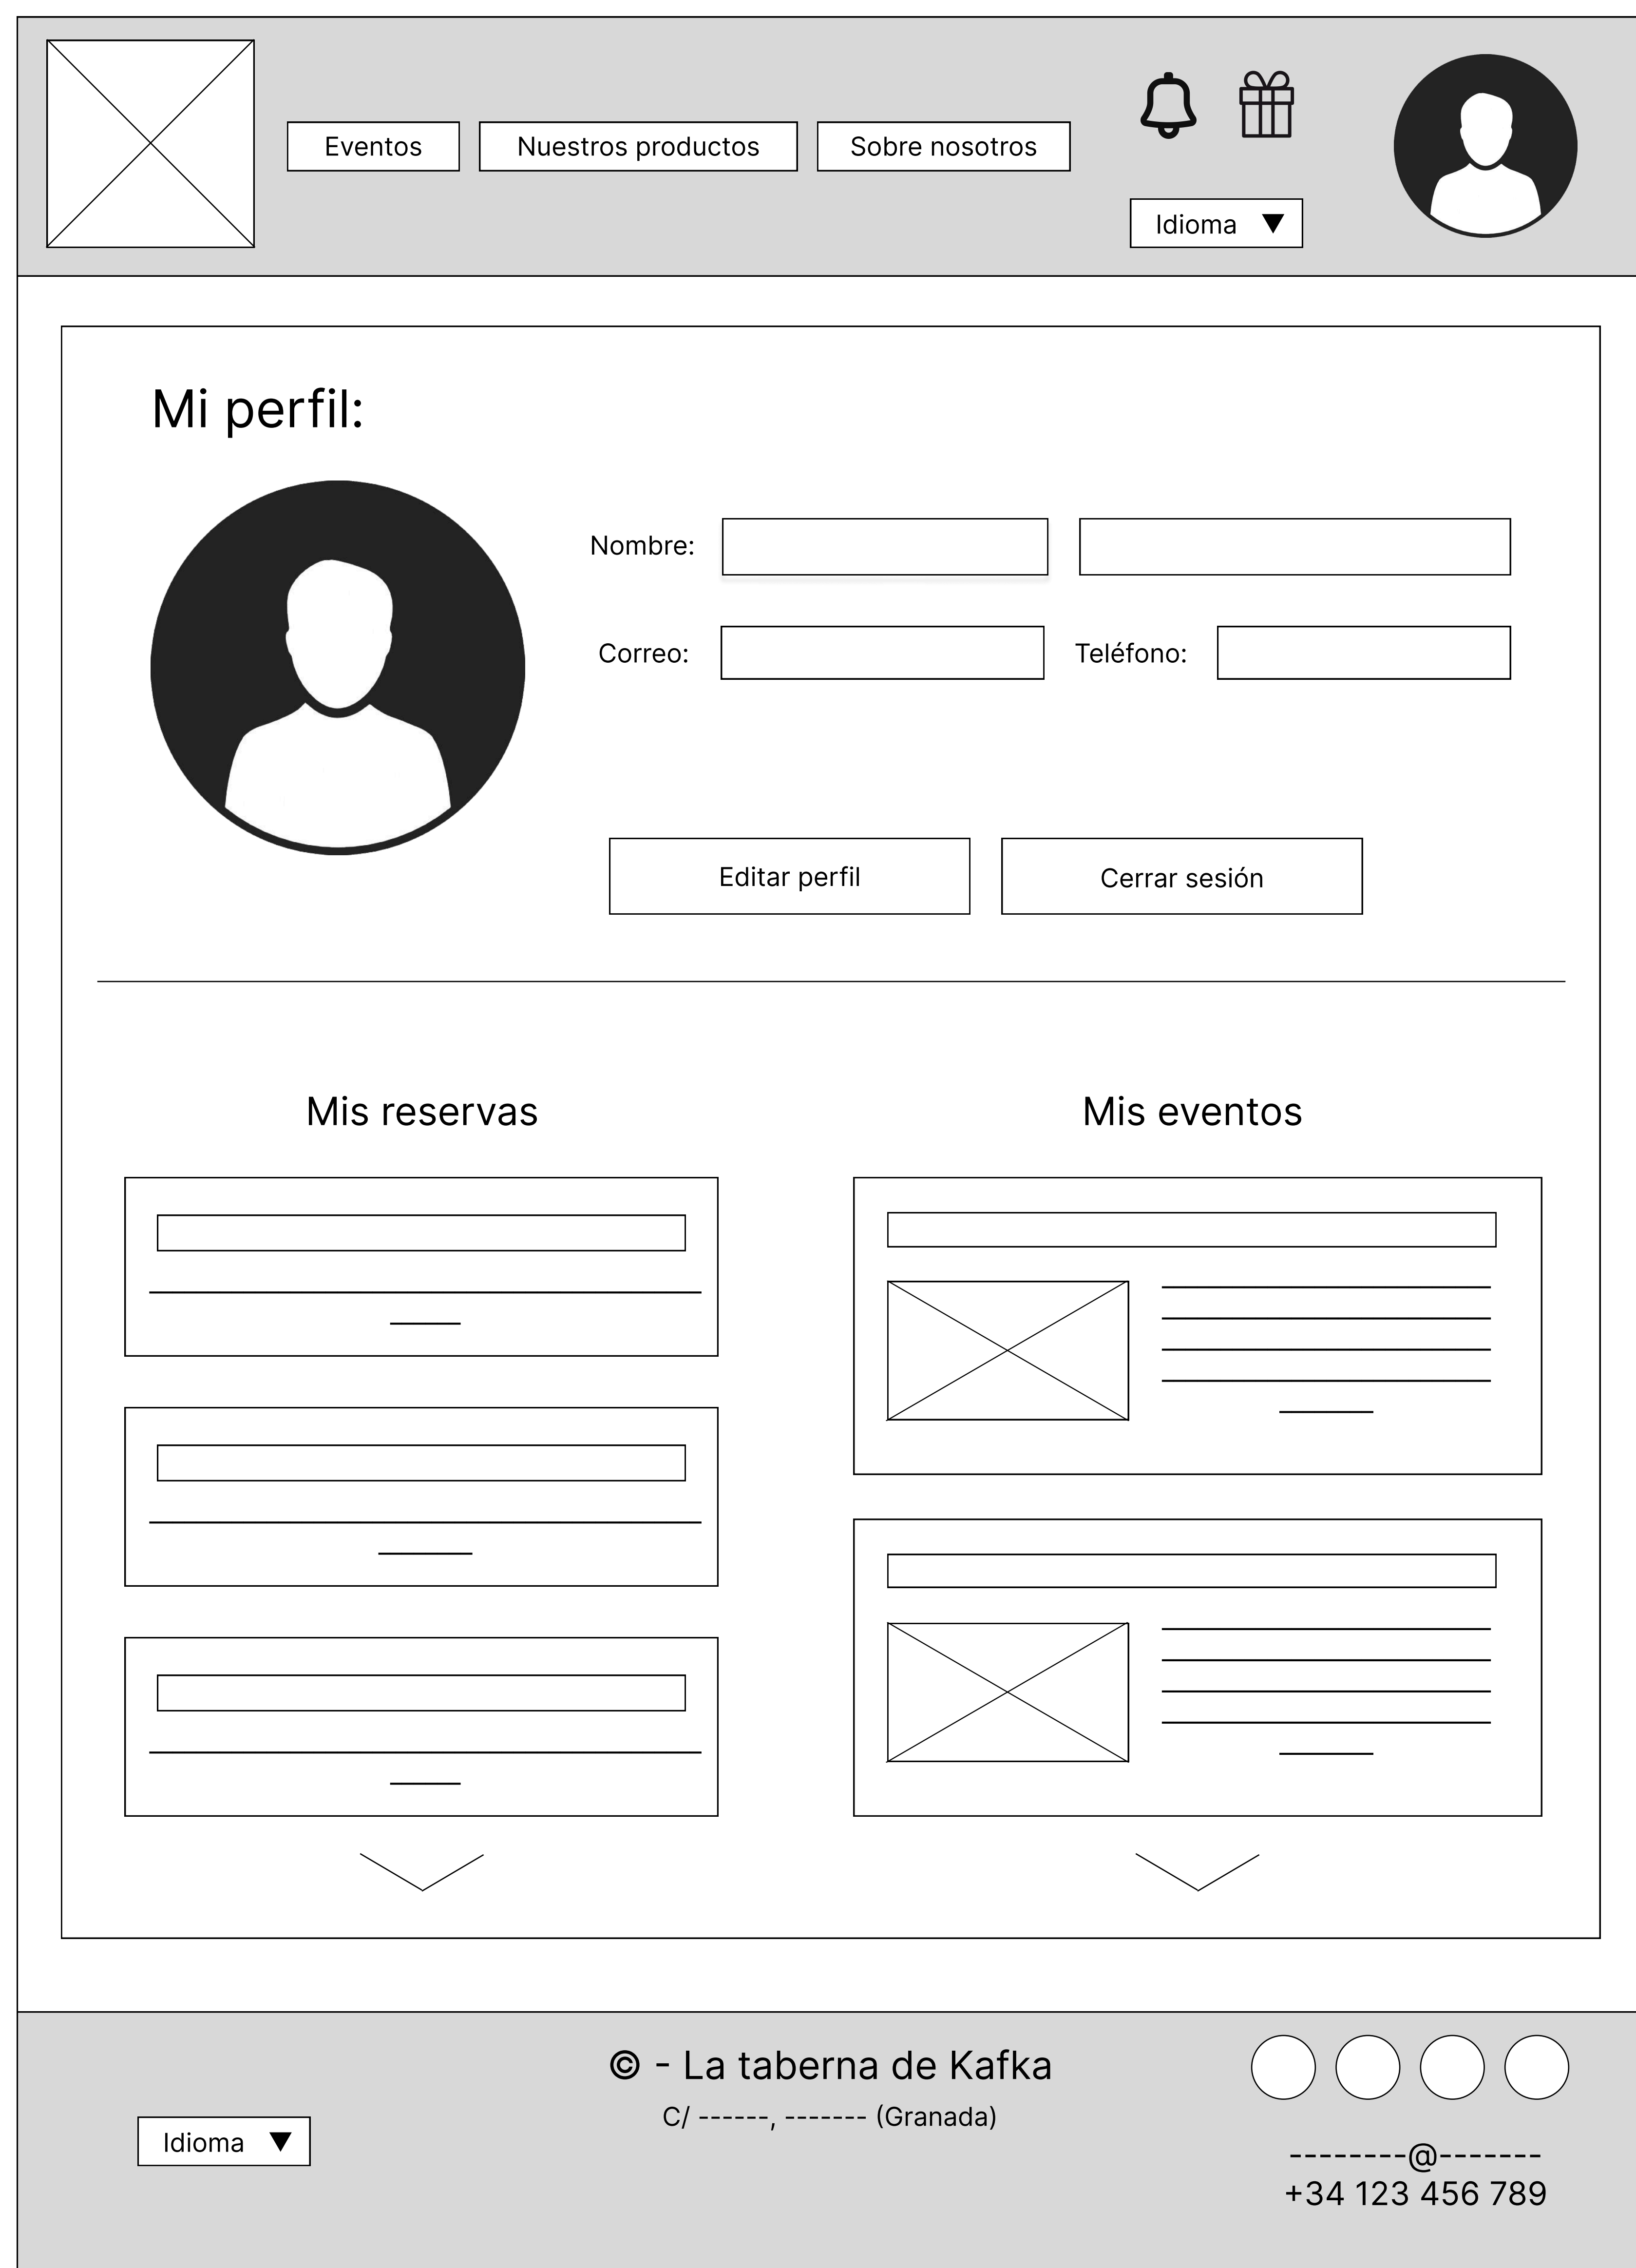 Eventos
Nuestros productos
Sobre nosotros
Idioma
Mi perfil:
Nombre:
Correo:
Teléfono:
Editar perfil
Cerrar sesión
Mis reservas
Mis eventos
© - La taberna de Kafka
C/ ------, ------- (Granada)
Idioma
--------@-------
+34 123 456 789